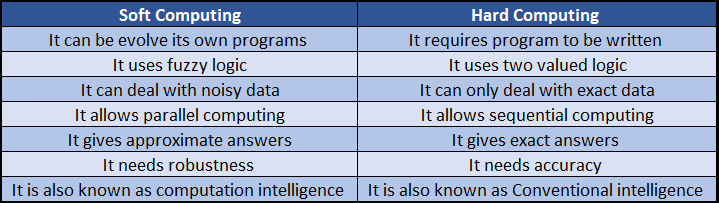 Soft Computing Hard Computing
It can be evolve its own programs It requires program to be written
It uses fuzzy logic It uses two valued logic
It can deal with noisy data It can only deal with exact data
It allows parallel computing It allows sequential computing
It gives approximate answers It gives exact answers
It needs robustness It needs accuracy
It is also known as computation intelligence It is also known as Conventional intelligence